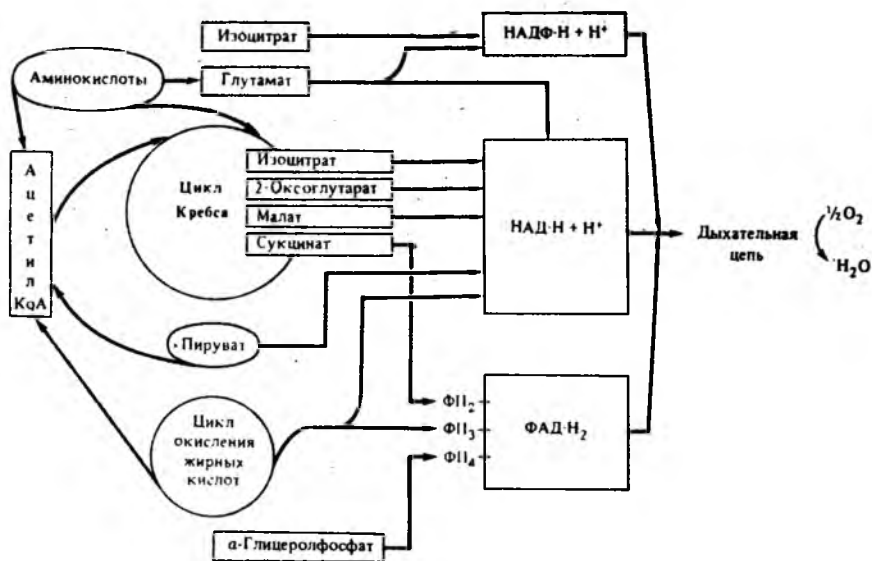 Изоцитрат
НАДФ·Н + Н⁺
Аминокислоты
Глутамат
Ацетил КоА
Цикл
Кребса
Изоцитрат
2-Оксоглутарат
Малат
Сукцинат
НАД·Н + Н⁺
Дыхательная
цепь
½O₂
H₂O
Пируват
Цикл
окисления
жирных
кислот
ФП₂
ФП₃
ФП₄
ФАД·Н₂
α-Глицеролфосфат